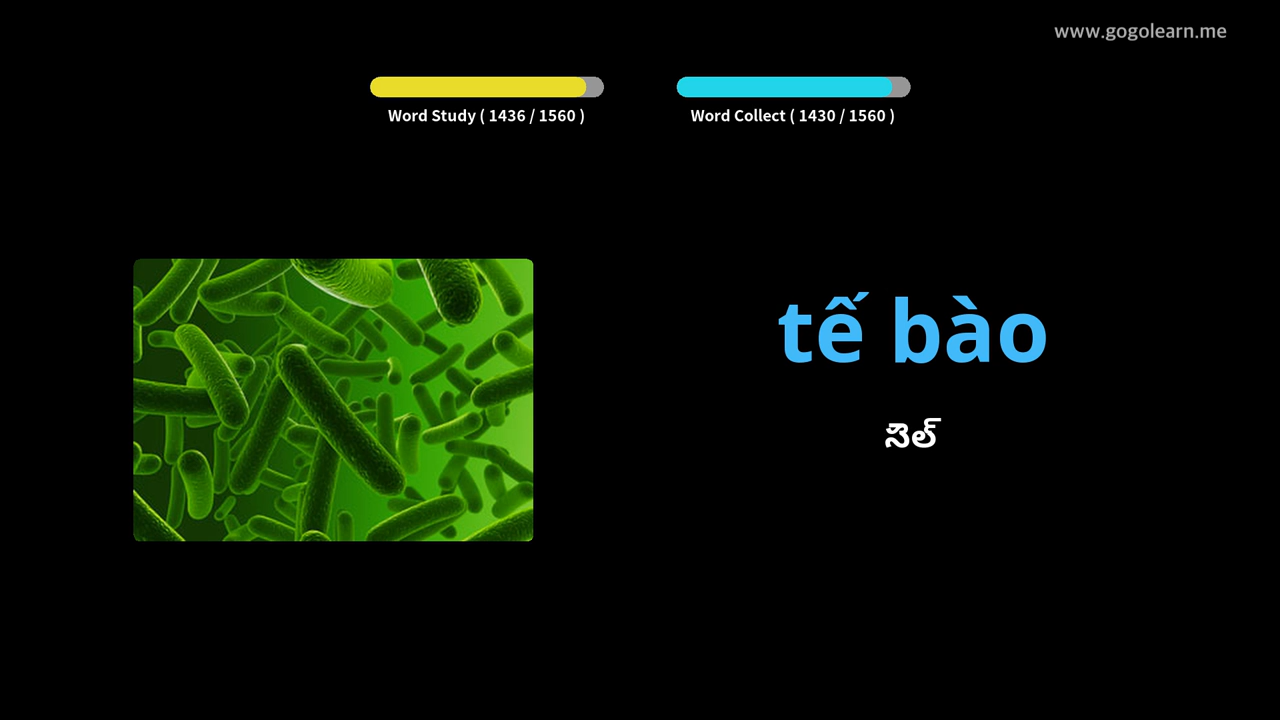 www.gogolearn.me
Word Study ( 1436 / 1560 )
Word Collect ( 1430 / 1560 )
tế bào
సెల్